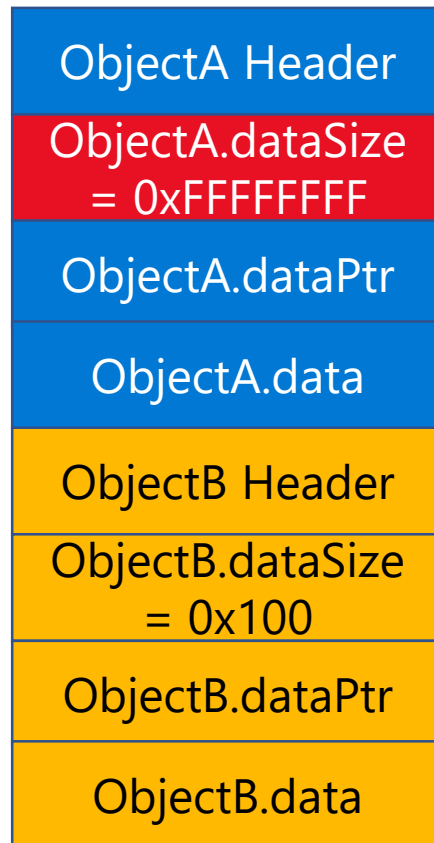 ObjectA Header
ObjectA.dataSize
= 0xFFFFFFFF
ObjectA.dataPtr
ObjectA.data
ObjectB Header
ObjectB.dataSize
= 0x100
ObjectB.dataPtr
ObjectB.data